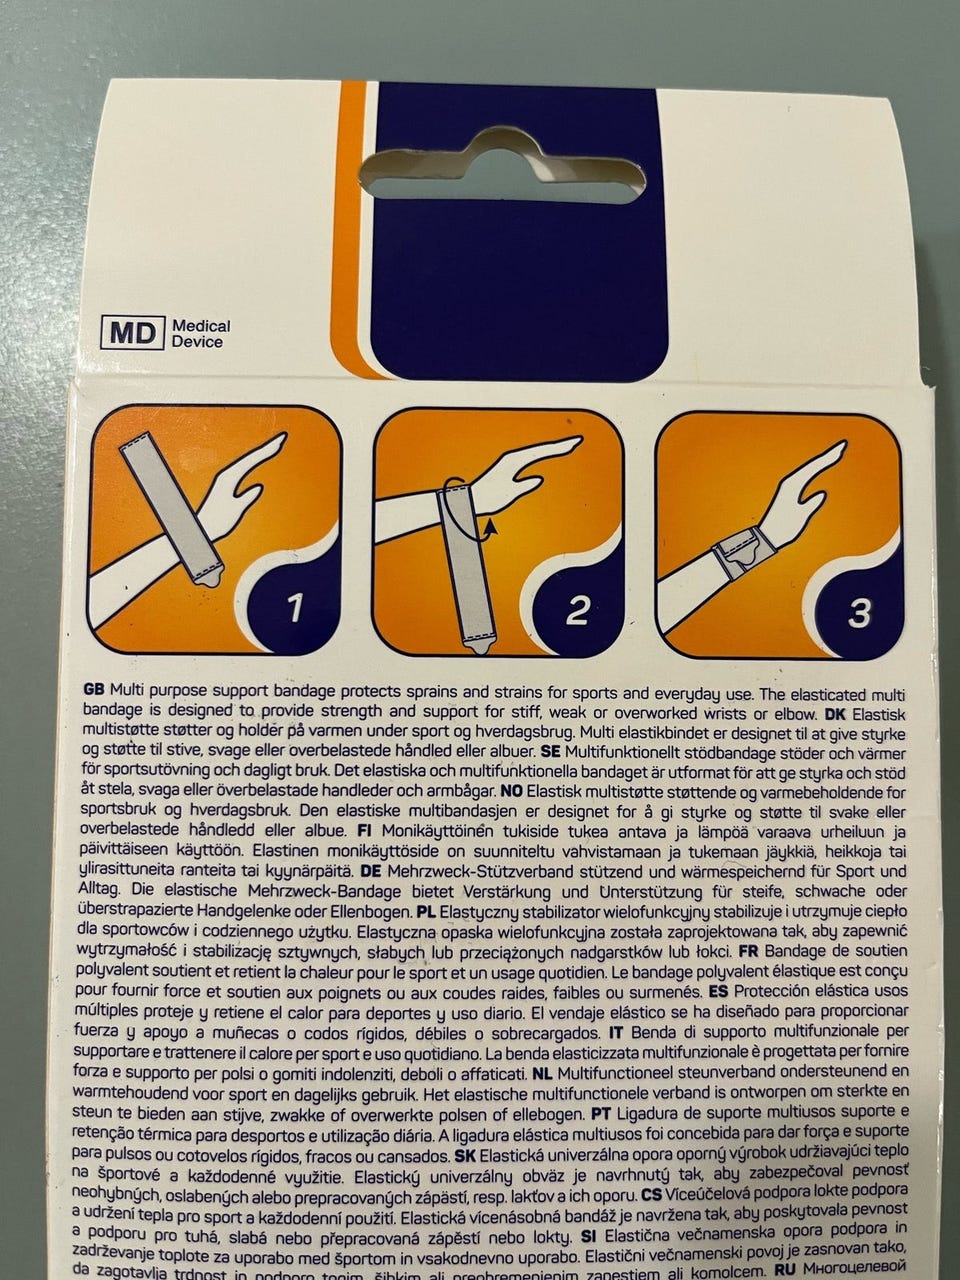 MD Medical
Device
1
2
3
GB Multi purpose support bandage protects sprains and strains for sports and everyday use. The elasticated multi
bandage is designed to provide strength and support for stiff, weak or overworked wrists or elbow. DK Elastisk
multistøtte støtter og holder på varmen under sport og hverdagsbrug. Multi elastikbindet er designet til at give styrke
og støtte til stive, svage eller overbelastede håndled eller albuer. SE Multifunktionellt stödbandage stöder och värmer
för sportsutövning och dagligt bruk. Det elastiska och multifunktionella bandaget är utformat för att ge styrka och stöd
åt stela, svaga eller överbelastade handleder och armbågar. NO Elastisk multistøtte støttende og varmebeholdende for
sportsbruk og hverdagsbruk. Den elastiske multibandasjen er designet for å gi styrke og støtte til svake eller
overbelastede håndledd eller albue. FI Monikäyttöinen tukiside tukea antava ja lämpöä varaava urheiluun ja
päivittäiseen käyttöön. Elastinen monikäyttöside on suunniteltu vahvistamaan ja tukemaan jäykkiä, heikkoja tai
ylirasittuneita ranteita tai kyynärpäitä. DE Mehrzweck-Stützverband stützend und wärmespeichernd für Sport und
Alltag. Die elastische Mehrzweck-Bandage bietet Verstärkung und Unterstützung für steife, schwache oder
überstrapazierte Handgelenke oder Ellenbogen. PL Elastyczny stabilizator wielofunkcyjny stabilizuje i utrzymuje ciepło
dla sportowców i codziennego użytku. Elastyczna opaska wielofunkcyjna została zaprojektowana tak, aby zapewnić
wytrzymałość i stabilizację sztywnych, słabych lub przeciążonych nadgarstków lub łokci. FR Bandage de soutien
polyvalent soutient et retient la chaleur pour le sport et un usage quotidien. Le bandage polyvalent élastique est conçu
pour fournir force et soutien aux poignets ou aux coudes raides, faibles ou surmenés. ES Protección elástica usos
múltiples proteje y retiene el calor para deportes y uso diario. El vendaje elástico se ha diseñado para proporcionar
fuerza y apoyo a muñecas o codos rígidos, débiles o sobrecargados. IT Benda di supporto multifunzionale per
supportare e trattenere il calore per sport e uso quotidiano. La benda elasticizzata multifunzionale è progettata per fornire
forza e supporto per polsi o gomiti indolenziti, deboli o affaticati. NL Multifunctioneel steunverband ondersteunend en
warmtehoudend voor sport en dagelijks gebruik. Het elastische multifunctionele verband is ontworpen om sterkte en
steun te bieden aan stijve, zwakke of overwerkte polsen of ellebogen. PT Ligadura de suporte multiusos suporte e
retenção térmica para desportos e utilização diária. A ligadura elástica multiusos foi concebida para dar força e suporte
para pulsos ou cotovelos rígidos, fracos ou cansados. SK Elastická univerzálna opora oporný výrobok udržiavajúci teplo
na športové a každodenné využitie. Elastický univerzálny obväz je navrhnutý tak, aby zabezpečoval pevnosť
neohybných, oslabených alebo prepracovaných zápästí, resp. lakťov a ich oporu. CS Víceúčelová podpora lokte podpora
a udržení tepla pro sport a každodenní použití. Elastická vícenásobná bandáž je navržena tak, aby poskytovala pevnost
a podporu pro tuhá, slabá nebo přepracovaná zápěstí nebo lokty. SI Elastična večnamenska opora podpora in
zadrževanje toplote za uporabo med športom in vsakodnevno uporabo. Elastični večnamenski povoj je zasnovan tako,
da zagotavlja trdnost in podporo togim, šibkim ali preobremenjenim zapestjem ali komolcem. RU Многоцелевой